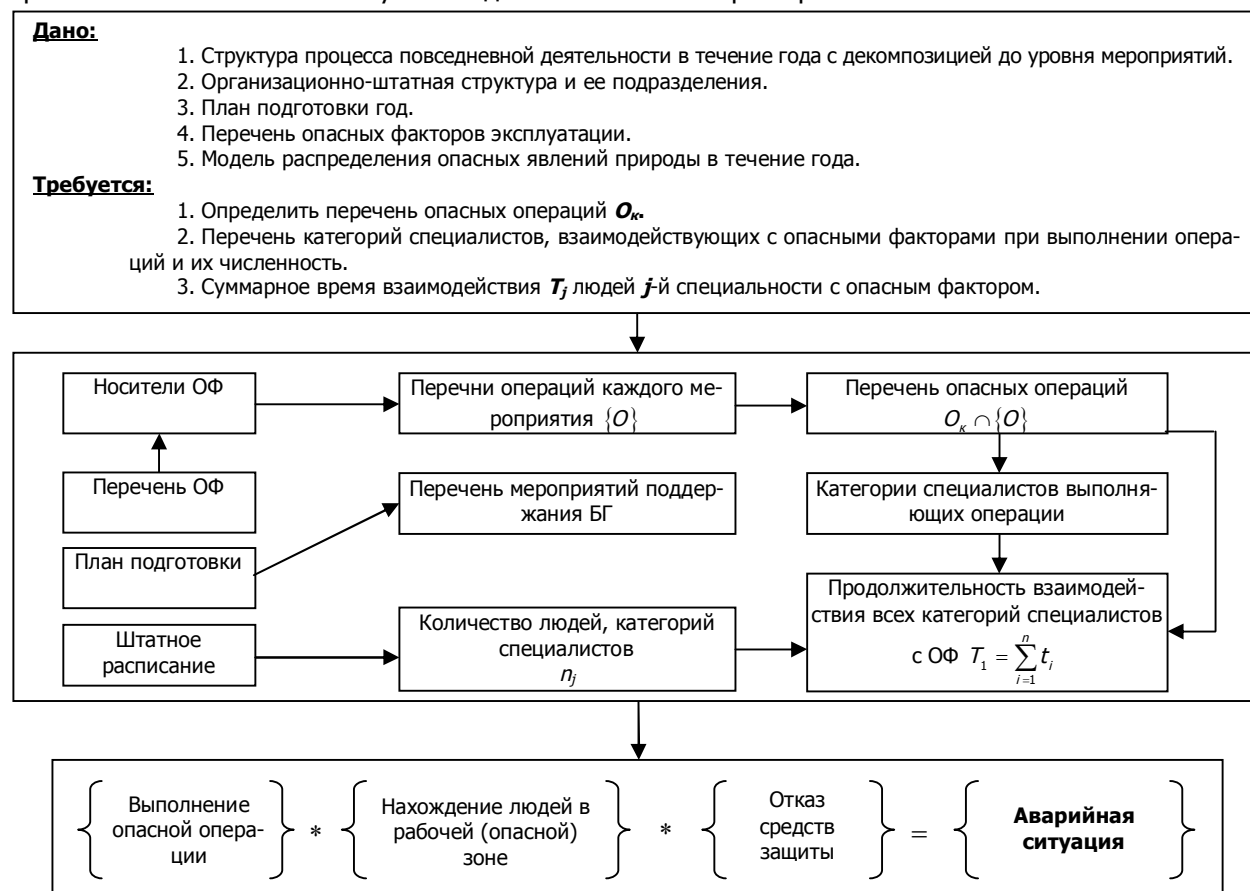 Дано:
1. Структура процесса повседневной деятельности в течение года с декомпозицией до уровня мероприятий.
2. Организационно-штатная структура и ее подразделения.
3. План подготовки год.
4. Перечень опасных факторов эксплуатации.
5. Модель распределения опасных явлений природы в течение года.
Требуется:
1. Определить перечень опасных операций Oк.
2. Перечень категорий специалистов, взаимодействующих с опасными факторами при выполнении опера-
ций и их численность.
3. Суммарное время взаимодействия Tj людей j-й специальности с опасным фактором.
Носители ОФ
Перечни операций каждого ме-
роприятия {O}
Перечень опасных операций
Oк ∩ {O}
Перечень ОФ
Перечень мероприятий поддер-
жания БГ
Категории специалистов выполня-
ющих операции
План подготовки
Штатное
расписание
Количество людей, категорий
специалистов
nj
Продолжительность взаимодей-
ствия всех категорий специалистов
с ОФ T1 = ∑ i=1 n ti
{ Выполнение
опасной опера-
ции } * { Нахождение людей в
рабочей (опасной)
зоне } * { Отказ
средств
защиты } = { Аварийная
ситуация }